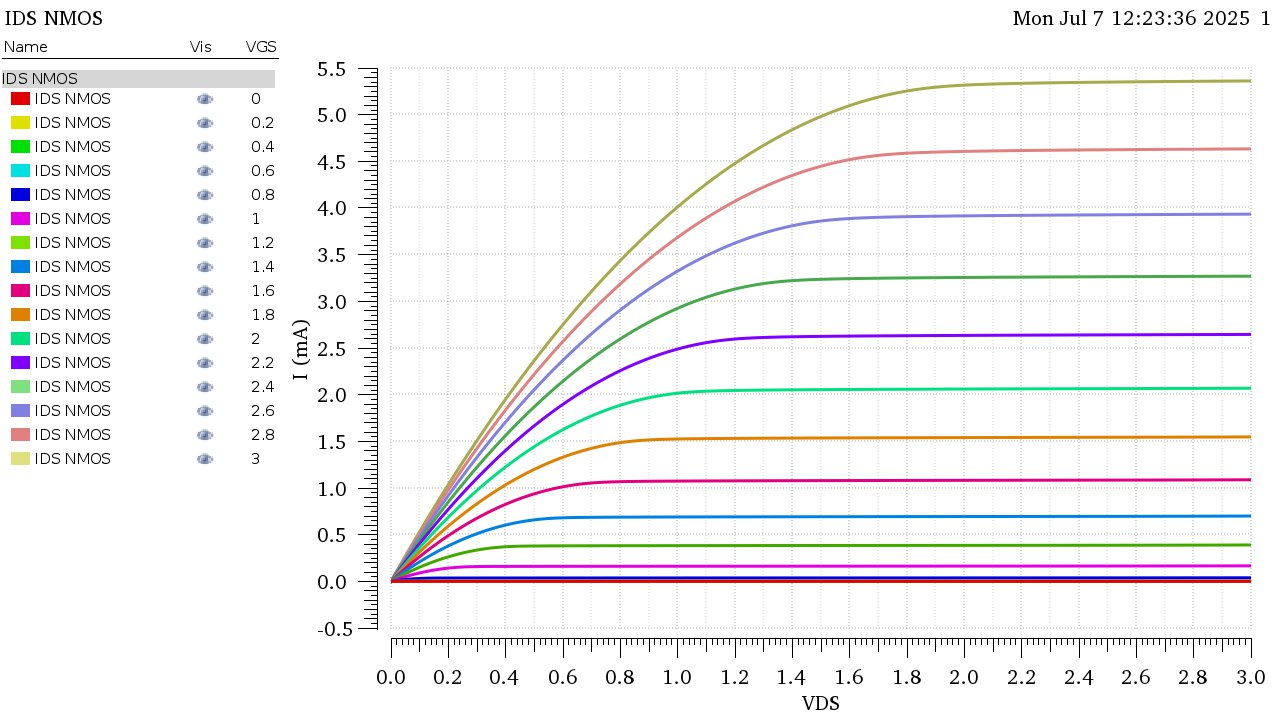 IDS NMOS
Mon Jul 7 12:23:36 2025 1
Name Vis VGS
IDS NMOS
IDS NMOS 0
IDS NMOS 0.2
IDS NMOS 0.4
IDS NMOS 0.6
IDS NMOS 0.8
IDS NMOS 1
IDS NMOS 1.2
IDS NMOS 1.4
IDS NMOS 1.6
IDS NMOS 1.8
IDS NMOS 2
IDS NMOS 2.2
IDS NMOS 2.4
IDS NMOS 2.6
IDS NMOS 2.8
IDS NMOS 3
5.5
5.0
4.5
4.0
3.5
3.0
2.5
2.0
1.5
1.0
0.5
0.0
-0.5
I (mA)
0.0 0.2 0.4 0.6 0.8 1.0 1.2 1.4 1.6 1.8 2.0 2.2 2.4 2.6 2.8 3.0
VDS